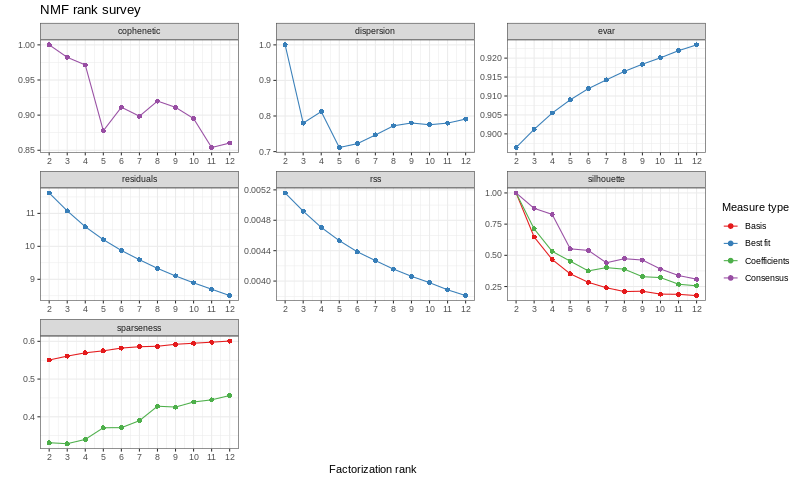 NMF rank survey
cophenetic
dispersion
evar
1.00
0.95
0.90
0.85
1.0
0.9
0.8
0.7
0.920
0.915
0.910
0.905
0.900
2 3 4 5 6 7 8 9 10 11 12
2 3 4 5 6 7 8 9 10 11 12
2 3 4 5 6 7 8 9 10 11 12
residuals
rss
silhouette
11
10
9
0.0052
0.0048
0.0044
0.0040
1.00
0.75
0.50
0.25
2 3 4 5 6 7 8 9 10 11 12
2 3 4 5 6 7 8 9 10 11 12
2 3 4 5 6 7 8 9 10 11 12
Measure type
Basis
Best fit
Coefficients
Consensus
sparseness
0.6
0.5
0.4
2 3 4 5 6 7 8 9 10 11 12
Factorization rank